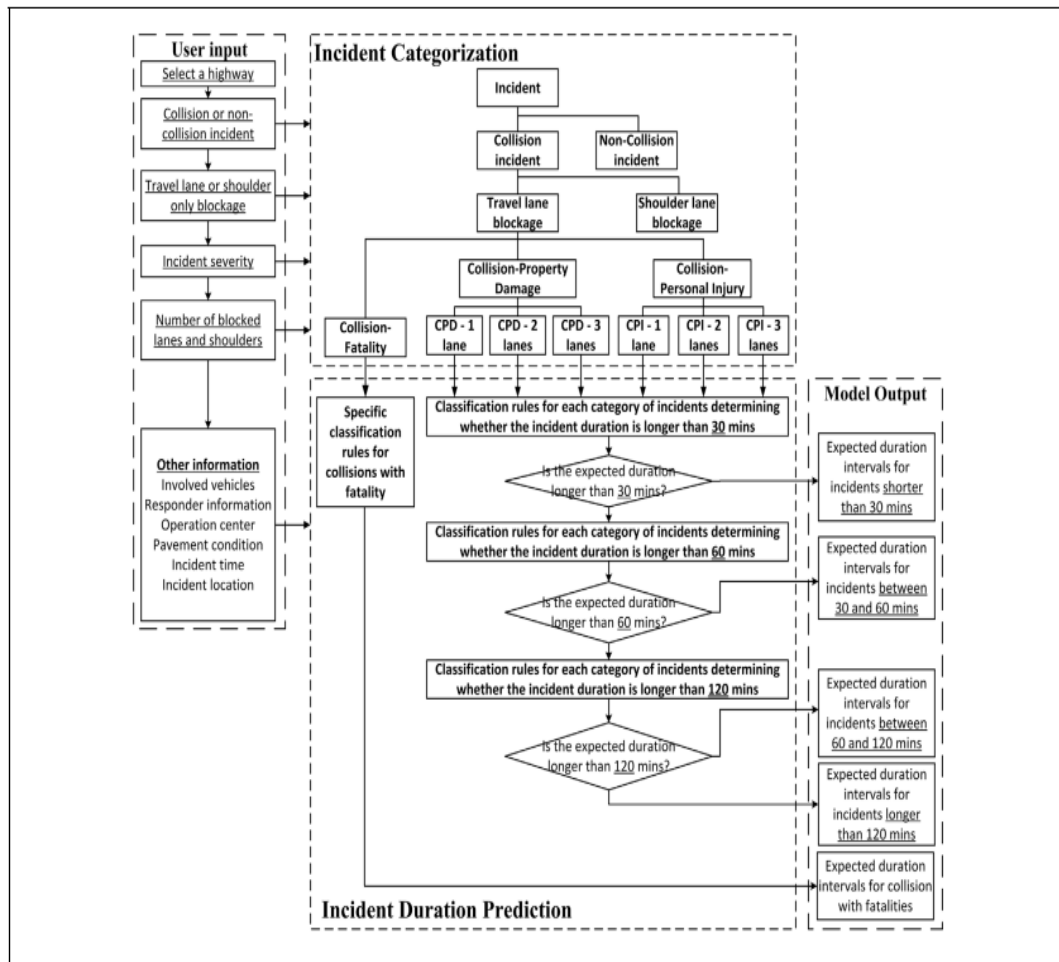 User input
Select a highway
Collision or non-
collision incident
Travel lane or shoulder
only blockage
Incident severity
Number of blocked
lanes and shoulders
Other information
Involved vehicles
Responder information
Operation center
Pavement condition
Incident time
Incident location
Incident Categorization
Incident
Collision
incident
Non-Collision
incident
Travel lane
blockage
Shoulder lane
blockage
Collision-Property
Damage
Collision-
Personal Injury
Collision-
Fatality
CPD - 1
lane
CPD - 2
lanes
CPD - 3
lanes
CPI - 1
lane
CPI - 2
lanes
CPI - 3
lanes
Specific
classification
rules for
collisions with
fatality
Classification rules for each category of incidents determining
whether the incident duration is longer than 30 mins
Is the expected duration
longer than 30 mins?
Classification rules for each category of incidents determining
whether the incident duration is longer than 60 mins
Is the expected duration
longer than 60 mins?
Classification rules for each category of incidents determining
whether the incident duration is longer than 120 mins
Is the expected duration
longer than 120 mins?
Incident Duration Prediction
Model Output
Expected duration
intervals for
incidents shorter
than 30 mins
Expected duration
intervals for
incidents between
30 and 60 mins
Expected duration
intervals for
incidents between
60 and 120 mins
Expected duration
intervals for
incidents longer
than 120 mins
Expected duration
intervals for collision
with fatalities